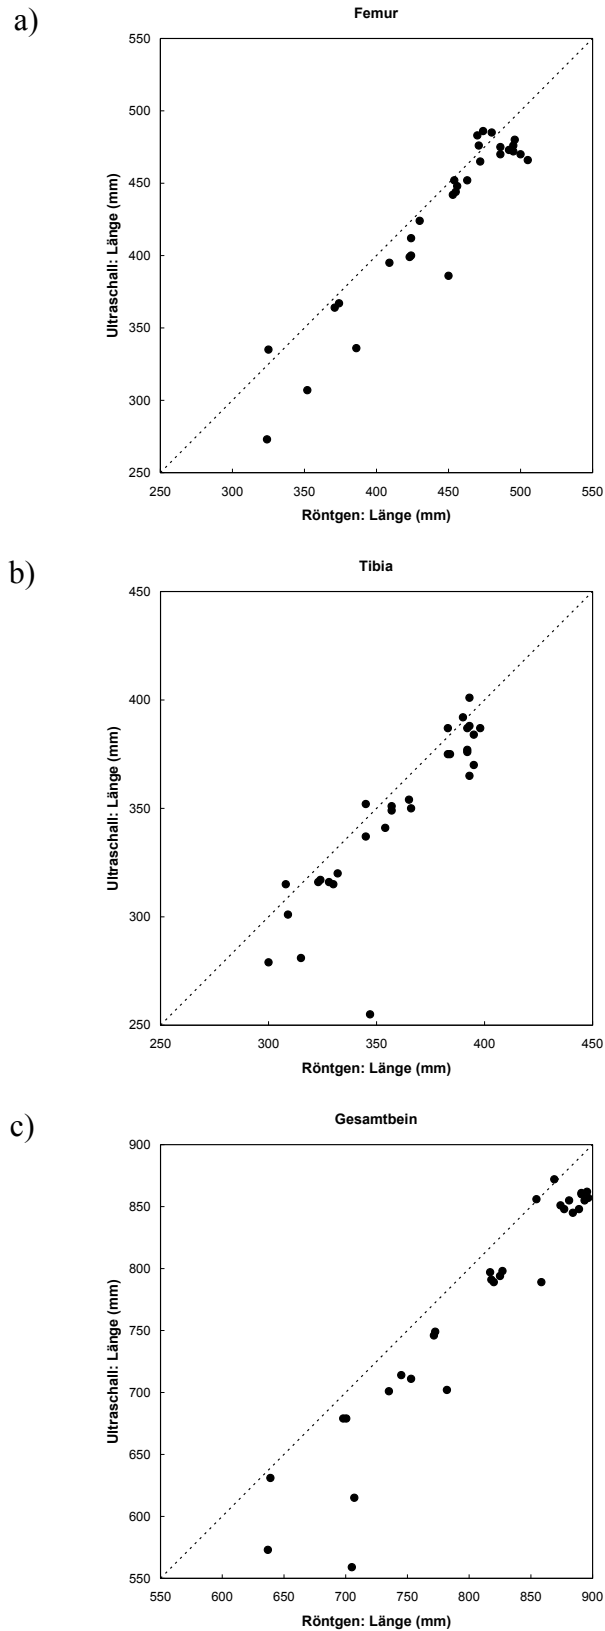 a)
Femur
550
500
450
400
350
300
250
Ultraschall: Länge (mm)
250 300 350 400 450 500 550
Röntgen: Länge (mm)
b)
Tibia
450
400
350
300
250
Ultraschall: Länge (mm)
250 300 350 400 450
Röntgen: Länge (mm)
c)
Gesamtbein
900
850
800
750
700
650
600
550
Ultraschall: Länge (mm)
550 600 650 700 750 800 850 900
Röntgen: Länge (mm)